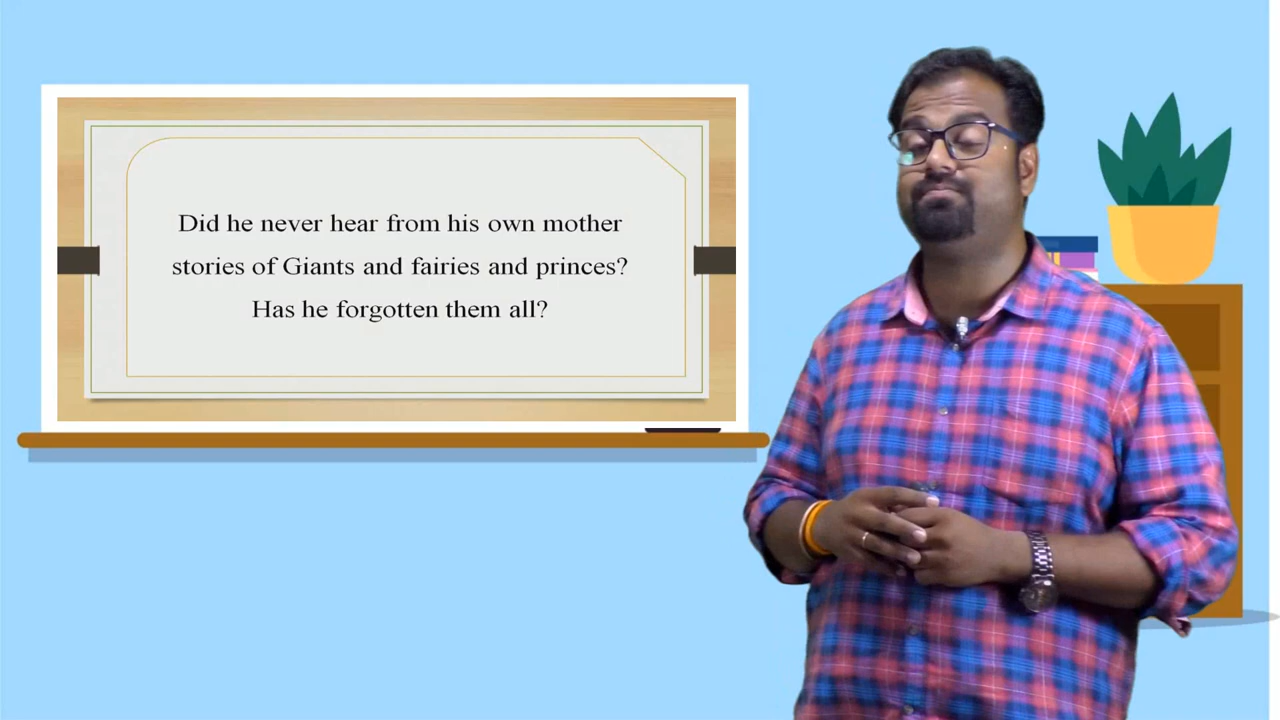 Did he never hear from his own mother
stories of Giants and fairies and princes?
Has he forgotten them all?